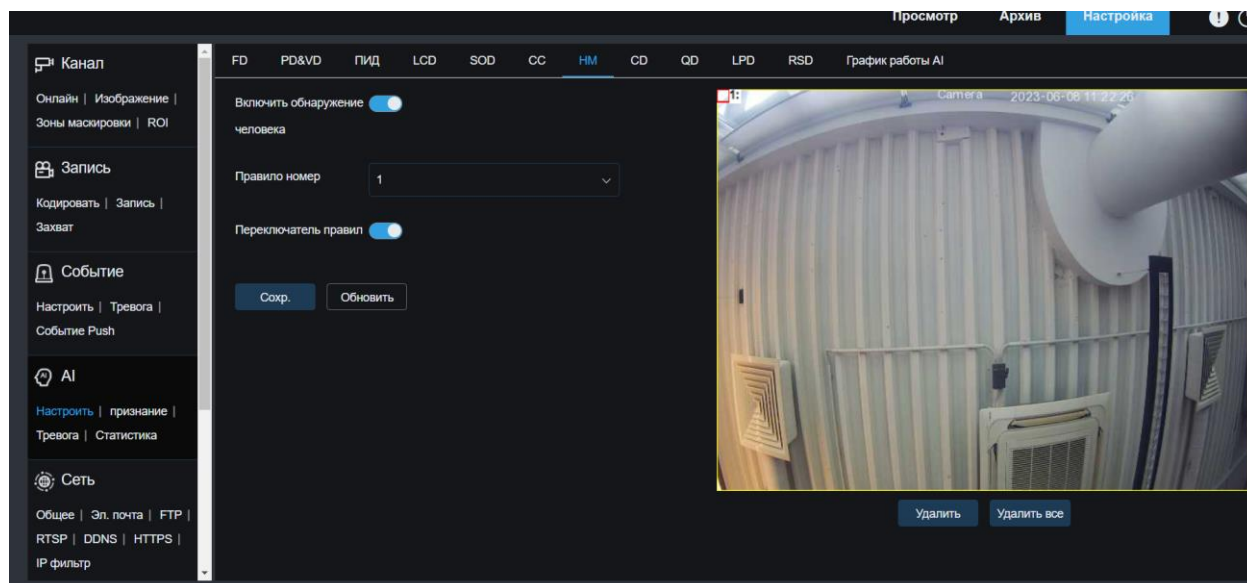 Просмотр Архив Настройка
Канал
Онлайн | Изображение |
Зоны маскировки | ROI
Запись
Кодировать | Запись |
Захват
Событие
Настроить | Тревога |
Событие Push
AI
Настроить | признание |
Тревога | Статистика
Сеть
Общее | Эл. почта | FTP |
RTSP | DDNS | HTTPS |
IP фильтр
FD PD&VD ПИД LCD SOD CC HM CD QD LPD RSD График работы AI
Включить обнаружение
человека
Правило номер 1
Переключатель правил
Сохр. Обновить
1: Camera 2023-06-08 11:22:26
Удалить Удалить все